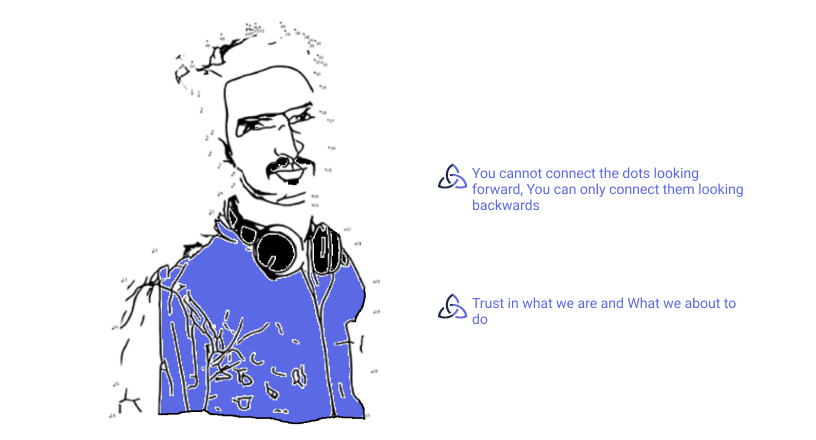 You cannot connect the dots looking
forward, You can only connect them looking
backwards
Trust in what we are and What we about to
do